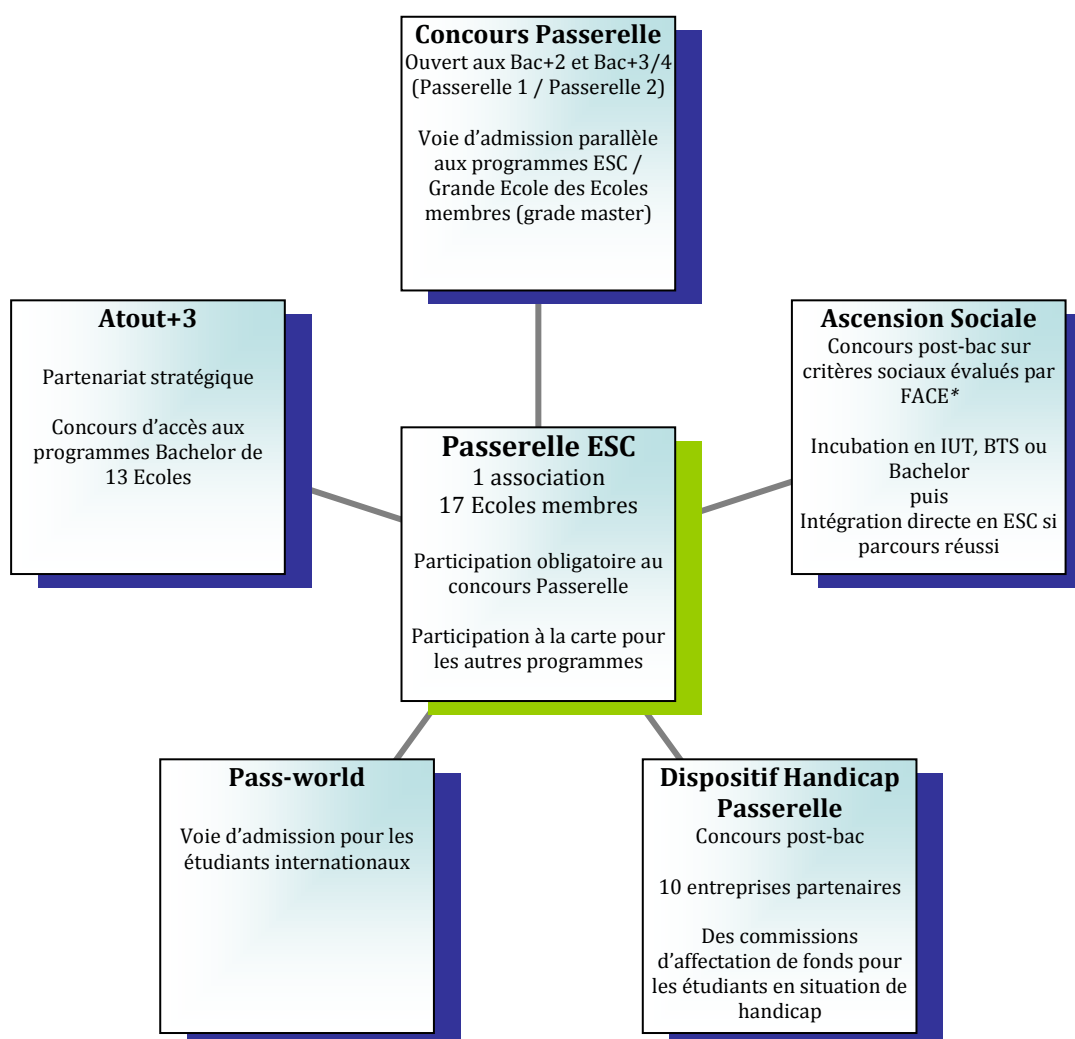 Concours Passerelle
Ouvert aux Bac+2 et Bac+3/4
(Passerelle 1 / Passerelle 2)
Voie d’admission parallèle
aux programmes ESC /
Grande Ecole des Ecoles
membres (grade master)
Atout+3
Partenariat stratégique
Concours d’accès aux
programmes Bachelor de
13 Ecoles
Passerelle ESC
1 association
17 Ecoles membres
Participation obligatoire au
concours Passerelle
Participation à la carte pour
les autres programmes
Ascension Sociale
Concours post-bac sur
critères sociaux évalués par
FACE*
Incubation en IUT, BTS ou
Bachelor
puis
Intégration directe en ESC si
parcours réussi
Pass-world
Voie d’admission pour les
étudiants internationaux
Dispositif Handicap
Passerelle
Concours post-bac
10 entreprises partenaires
Des commissions
d’affectation de fonds pour
les étudiants en situation de
handicap